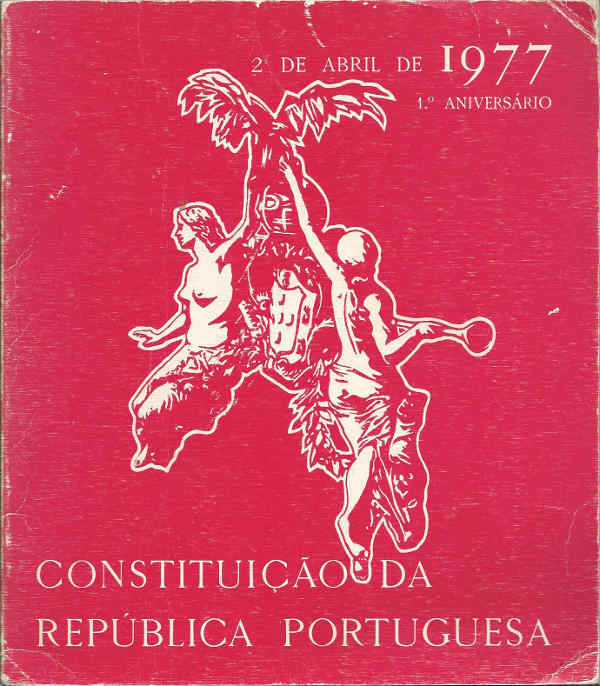 2 DE ABRIL DE 1977
1.º ANIVERSÁRIO
CONSTITUIÇÃO DA
REPÚBLICA PORTUGUESA